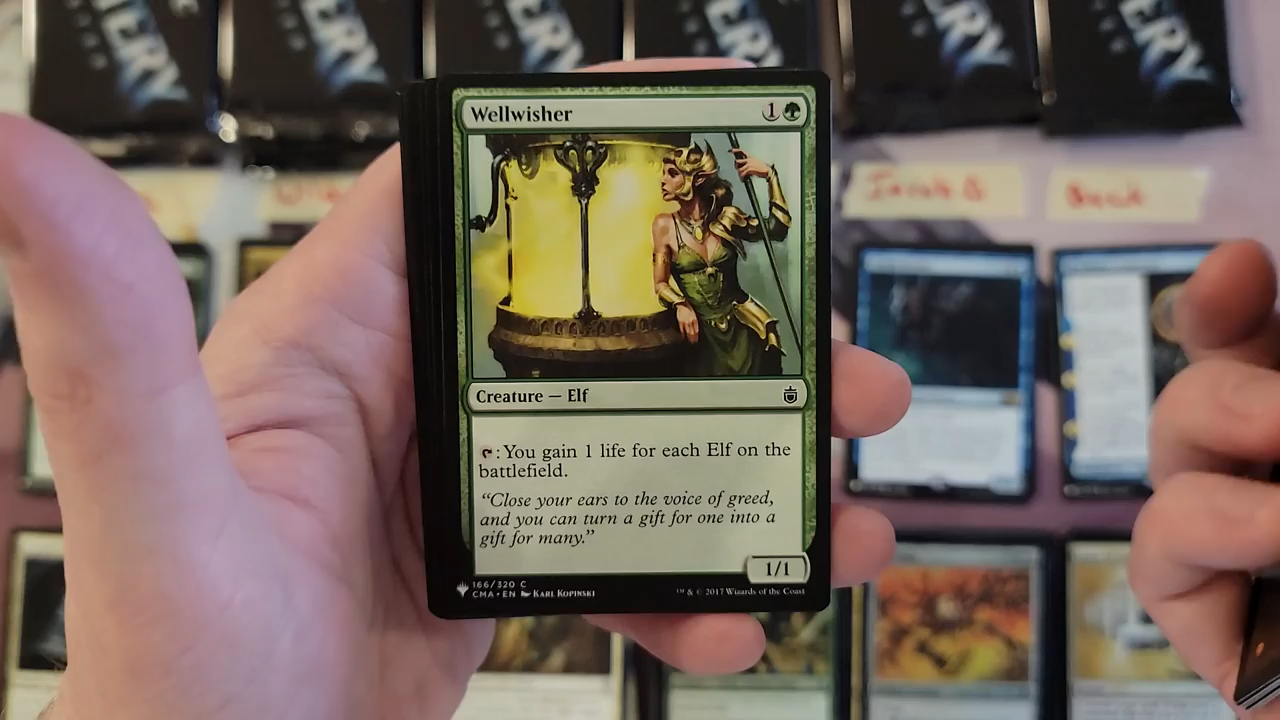 Wellwisher 1
Creature — Elf
:You gain 1 life for each Elf on the
battlefield.
“Close your ears to the voice of greed,
and you can turn a gift for one into a
gift for many.”
1/1
166/320 C
CMA • EN Karl Kopinski
™ & © 2017 Wizards of the Coast